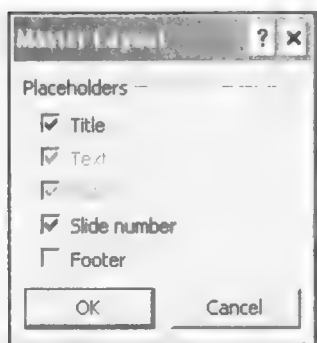 Master Layout
Placeholders
Title
Text
Slide number
Footer
OK
Cancel